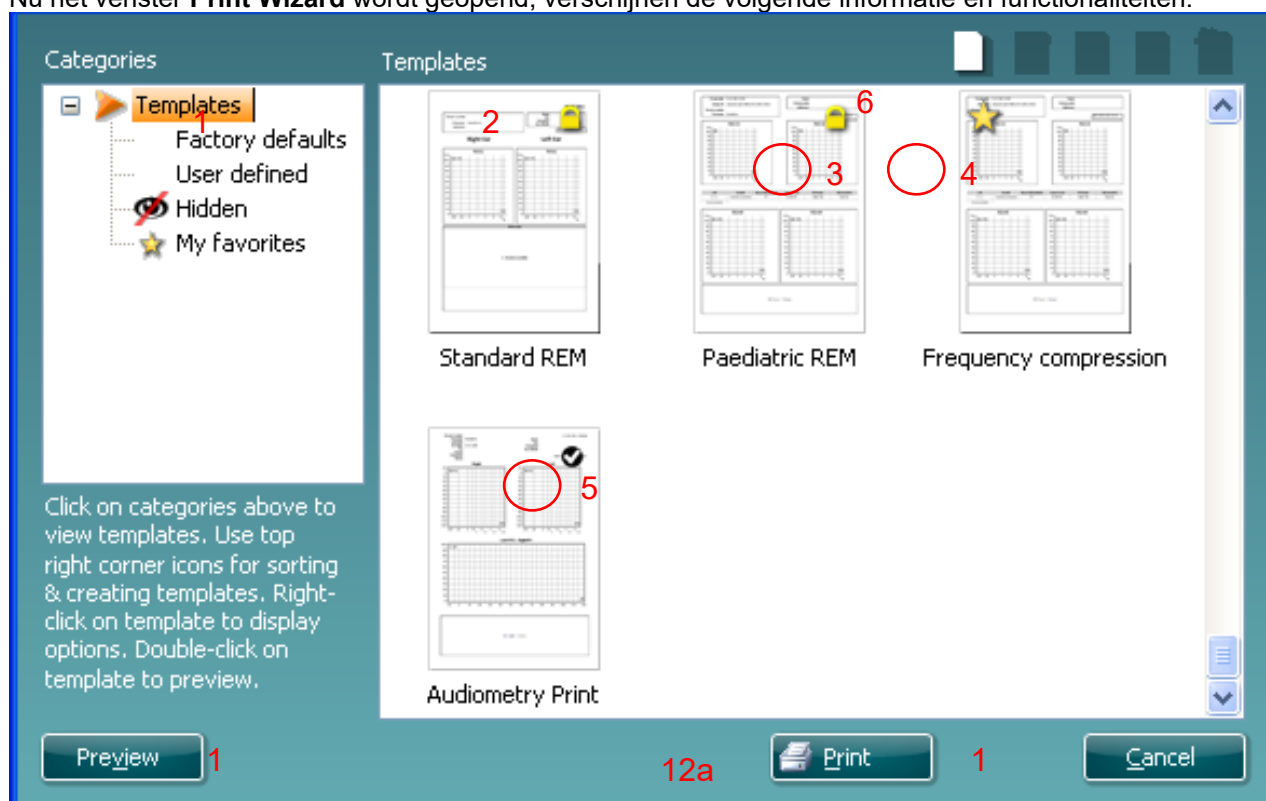 Nu het venster Print Wizard wordt geopend, verschijnen de volgende informatie en functionaliteiten:
Categories
Templates
Templates
1
Factory defaults
User defined
Hidden
My favorites
2
6
3
4
Standard REM
Paediatric REM
Frequency compression
5
Audiometry Print
Click on categories above to
view templates. Use top
right corner icons for sorting
& creating templates. Right-
click on template to display
options. Double-click on
template to preview.
Preview
1
12a
Print
1
Cancel